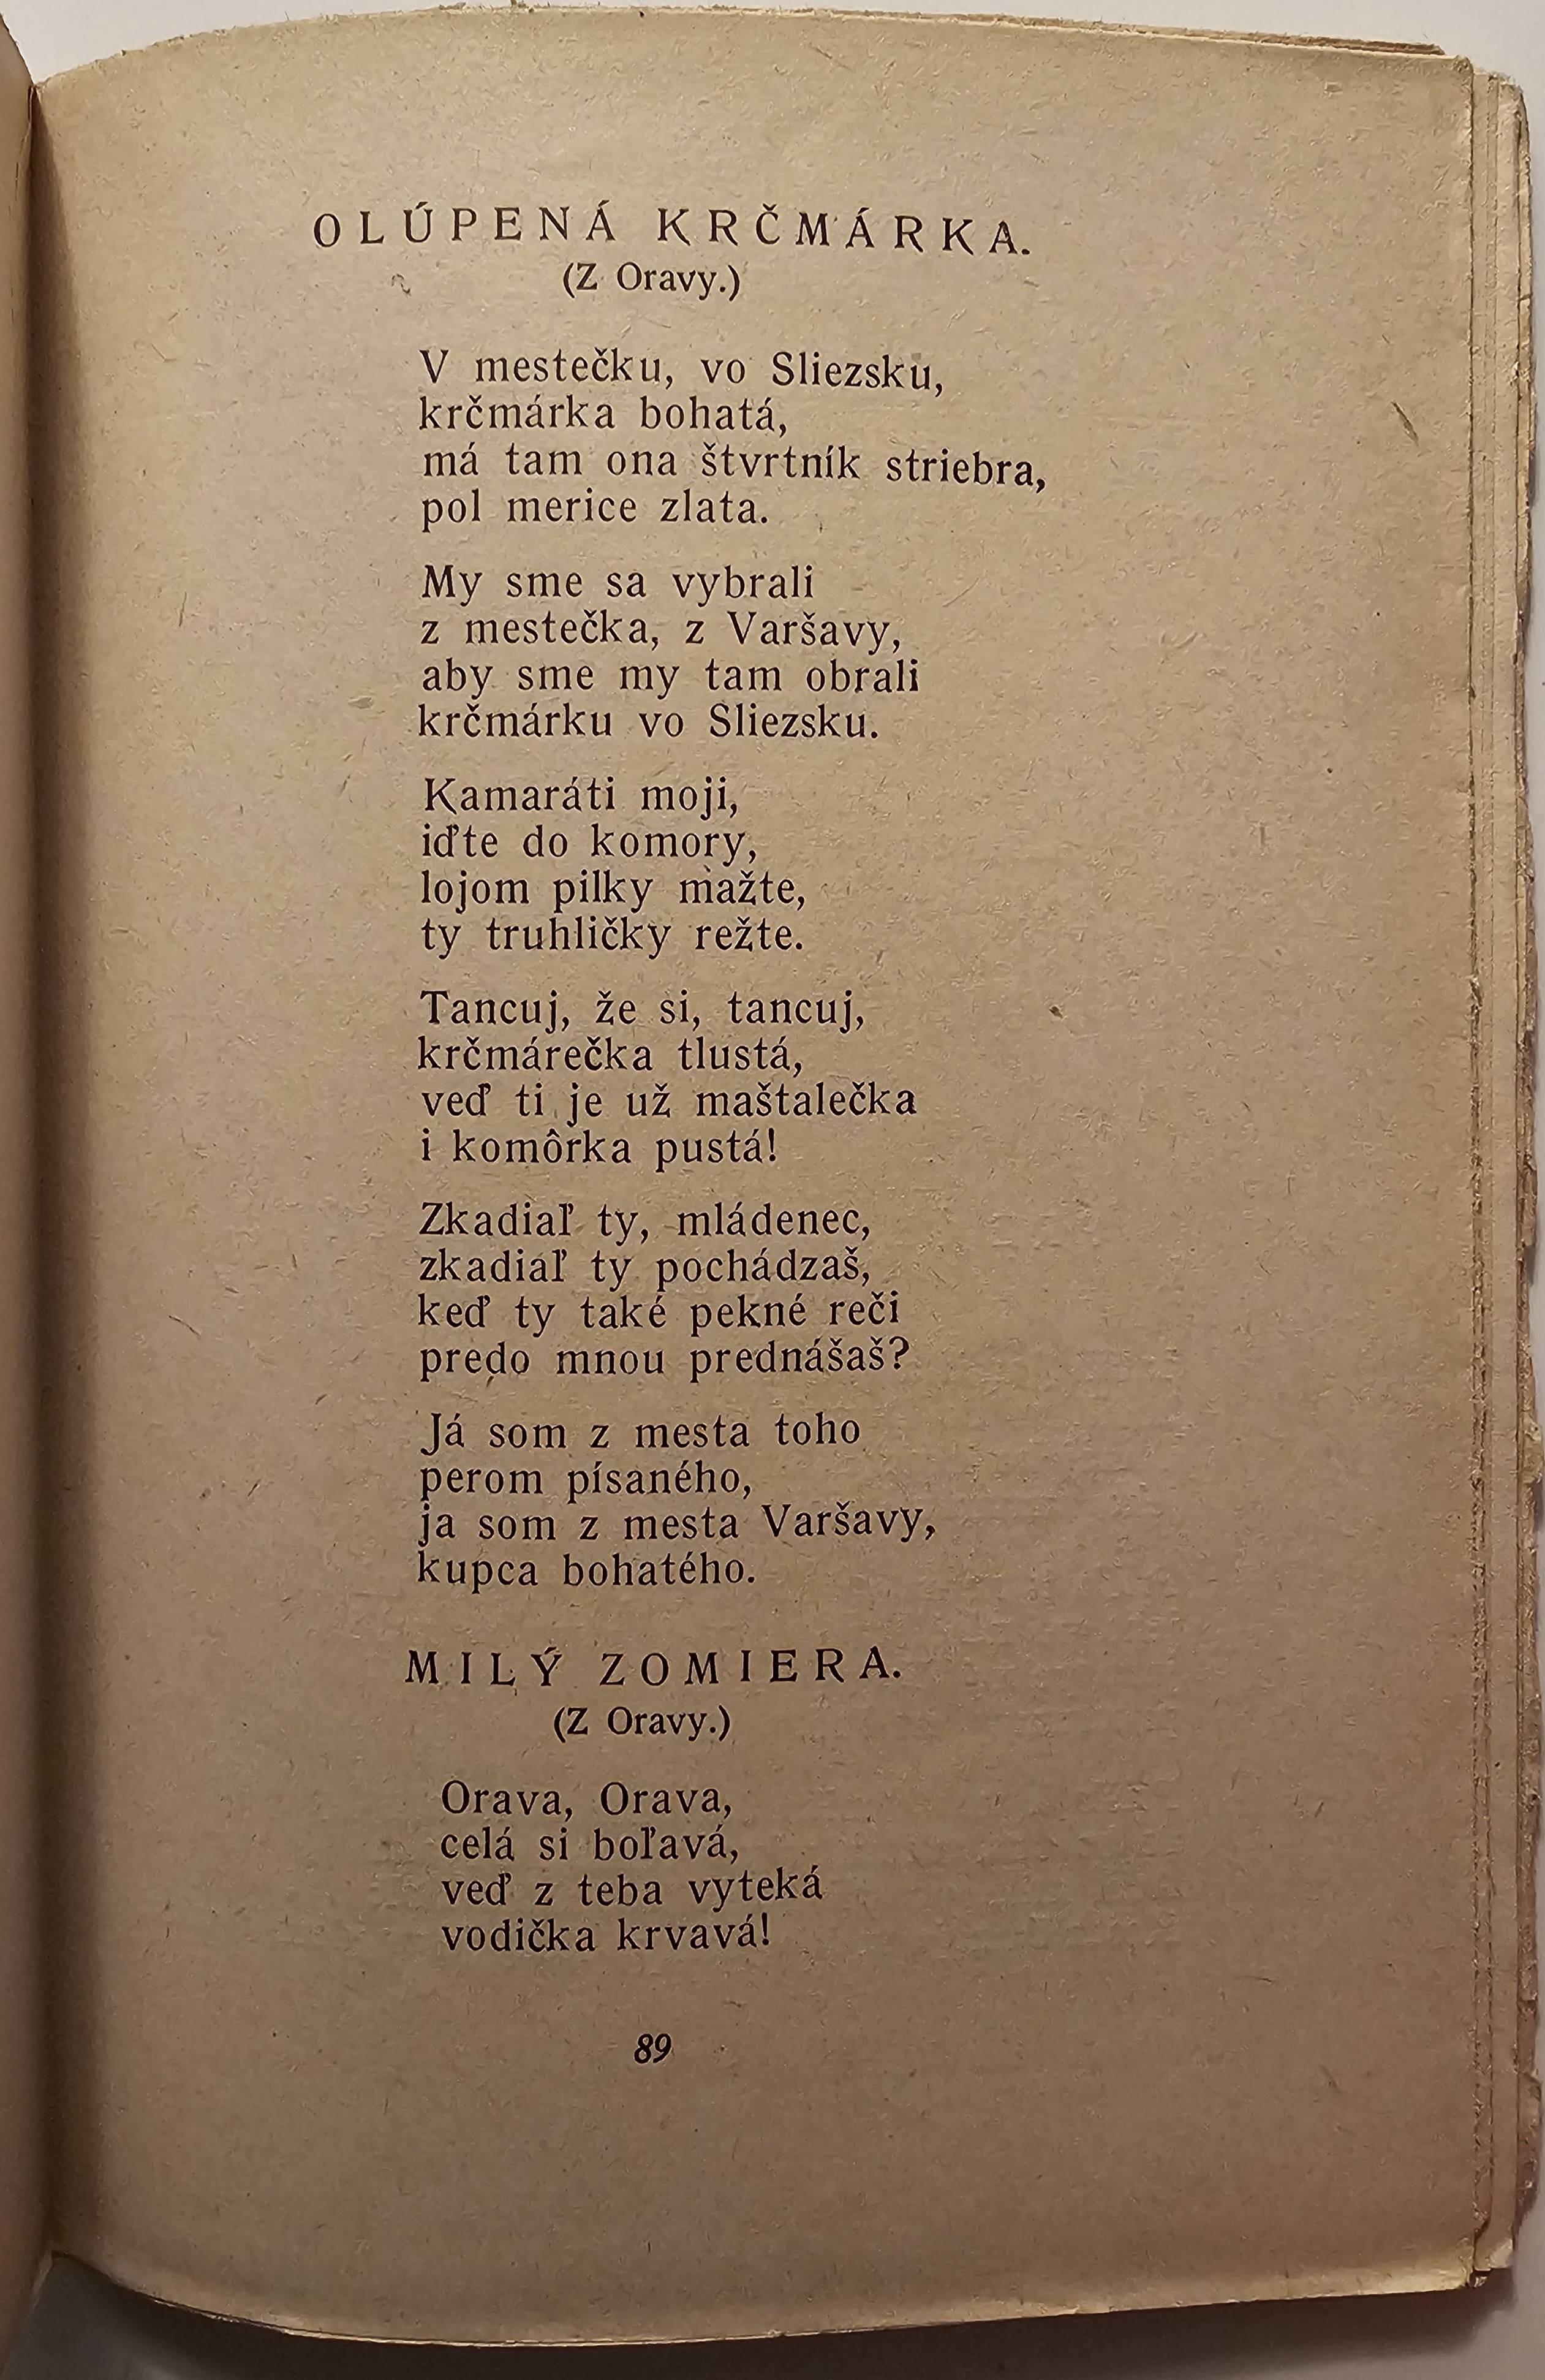 OLÚPENÁ KRČMÁRKA.
(Z Oravy.)
V mestečku, vo Sliezsku,
krčmárka bohatá,
má tam ona štvrtník striebra,
pol merice zlata.
My sme sa vybrali
z mestečka, z Varšavy,
aby sme my tam obrali
krčmárku vo Sliezsku.
Kamaráti moji,
iďte do komory,
lojom pilky mažte,
ty truhličky režte.
Tancuj, že si, tancuj,
krčmárečka tlustá,
veď ti je už maštalečka
i komôrka pustá!
Zkadiaľ ty, mládenec,
zkadiaľ ty pochádzaš,
keď ty také pekné reči
predo mnou prednášaš?
Já som z mesta toho
perom písaného,
ja som z mesta Varšavy,
kupca bohatého.
MILÝ ZOMIERA.
(Z Oravy.)
Orava, Orava,
celá si boľavá,
veď z teba vyteká
vodička krvavá!
89